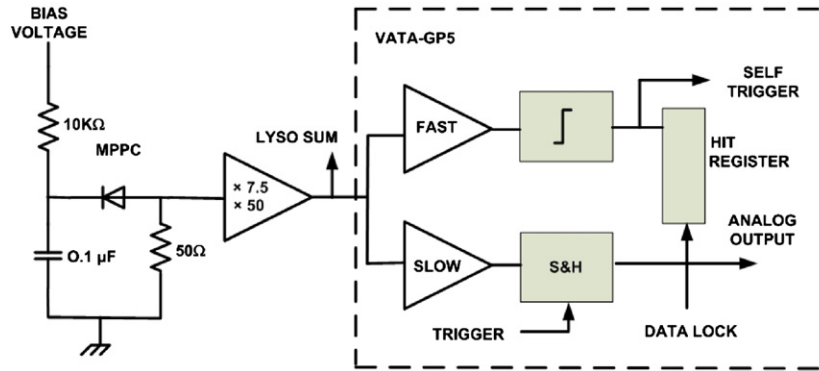 BIAS
VOLTAGE
10KΩ
MPPC
0.1 µF
50Ω
× 7.5
× 50
LYSO SUM
VATA-GP5
FAST
SELF
TRIGGER
HIT
REGISTER
SLOW
S&H
ANALOG
OUTPUT
TRIGGER
DATA LOCK